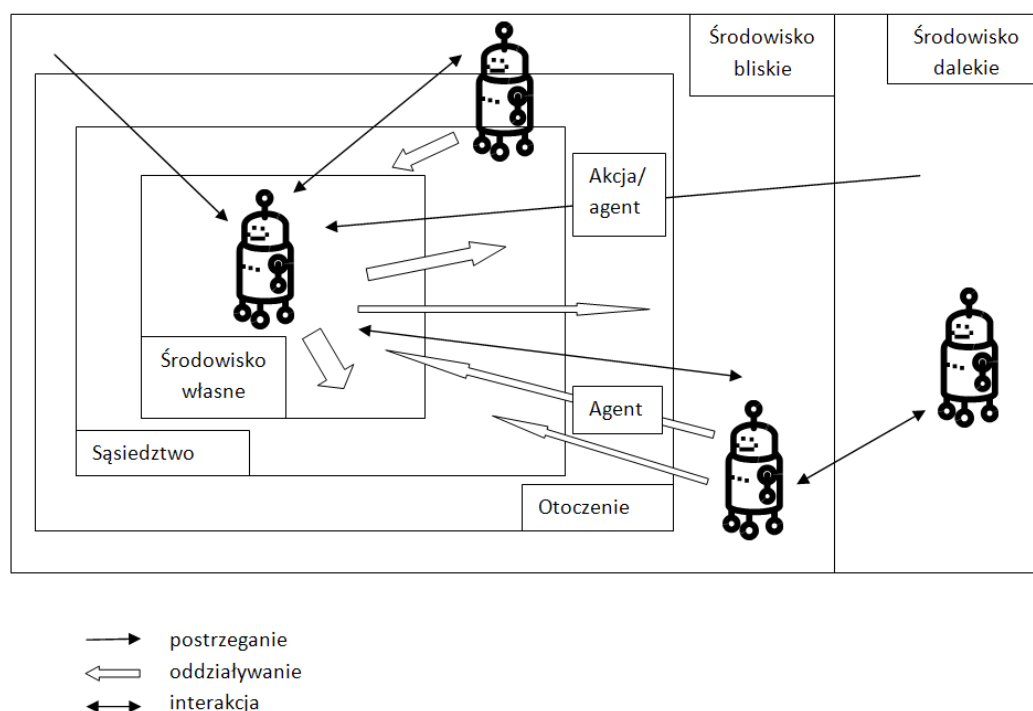 Środowisko
bliskie
Środowisko
dalekie
Akcja/
agent
Środowisko
własne
Agent
Sąsiedztwo
Otoczenie
postrzeganie
oddziaływanie
interakcja